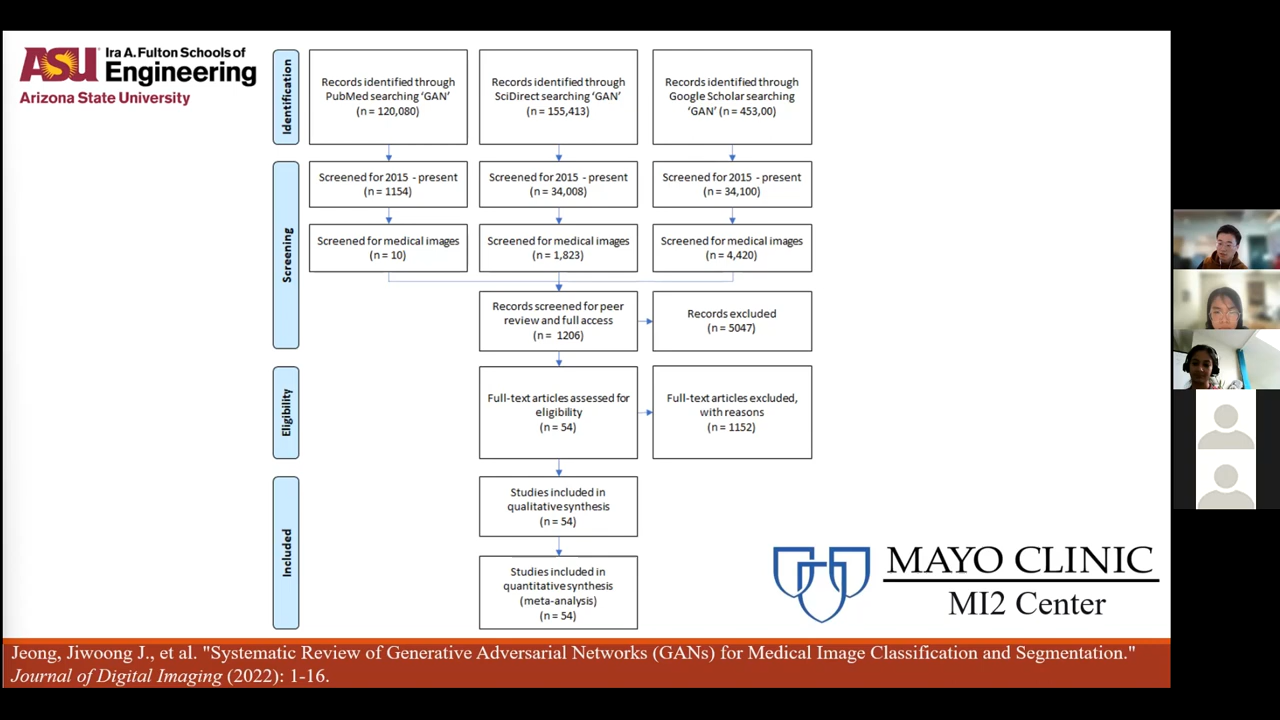 ASU Ira A. Fulton Schools of
Engineering
Arizona State University
Identification
Records identified through
PubMed searching ‘GAN’
(n = 120,080)
Records identified through
SciDirect searching ‘GAN’
(n = 155,413)
Records identified through
Google Scholar searching
‘GAN’ (n = 453,00)
Screening
Screened for 2015 - present
(n = 1154)
Screened for 2015 - present
(n = 34,008)
Screened for 2015 - present
(n = 34,100)
Screened for medical images
(n = 10)
Screened for medical images
(n = 1,823)
Screened for medical images
(n = 4,420)
Records screened for peer
review and full access
(n = 1206)
Records excluded
(n = 5047)
Eligibility
Full-text articles assessed for
eligibility
(n = 54)
Full-text articles excluded,
with reasons
(n = 1152)
Included
Studies included in
qualitative synthesis
(n = 54)
Studies included in
quantitative synthesis
(meta-analysis)
(n = 54)
MAYO CLINIC
MI2 Center
Jeong, Jiwoong J., et al. "Systematic Review of Generative Adversarial Networks (GANs) for Medical Image Classification and Segmentation."
Journal of Digital Imaging (2022): 1-16.